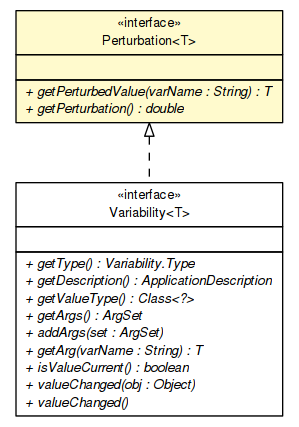 «interface»
Perturbation<T>
+ getPerturbedValue(varName : String) : T
+ getPerturbation() : double
«interface»
Variability<T>
+ getType() : Variability.Type
+ getDescription() : ApplicationDescription
+ getValueType() : Class<?>
+ getArgs() : ArgSet
+ addArgs(set : ArgSet)
+ getArg(varName : String) : T
+ isValueCurrent() : boolean
+ valueChanged(obj : Object)
+ valueChanged()